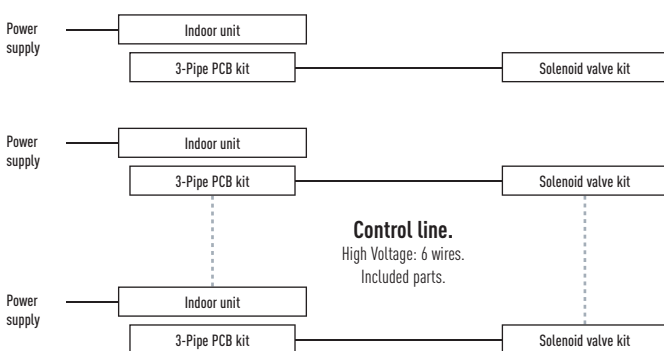 Power
supply
Indoor unit
3-Pipe PCB kit
Solenoid valve kit
Power
supply
Indoor unit
3-Pipe PCB kit
Solenoid valve kit
Control line.
High Voltage: 6 wires.
Included parts.
Power
supply
Indoor unit
3-Pipe PCB kit
Solenoid valve kit